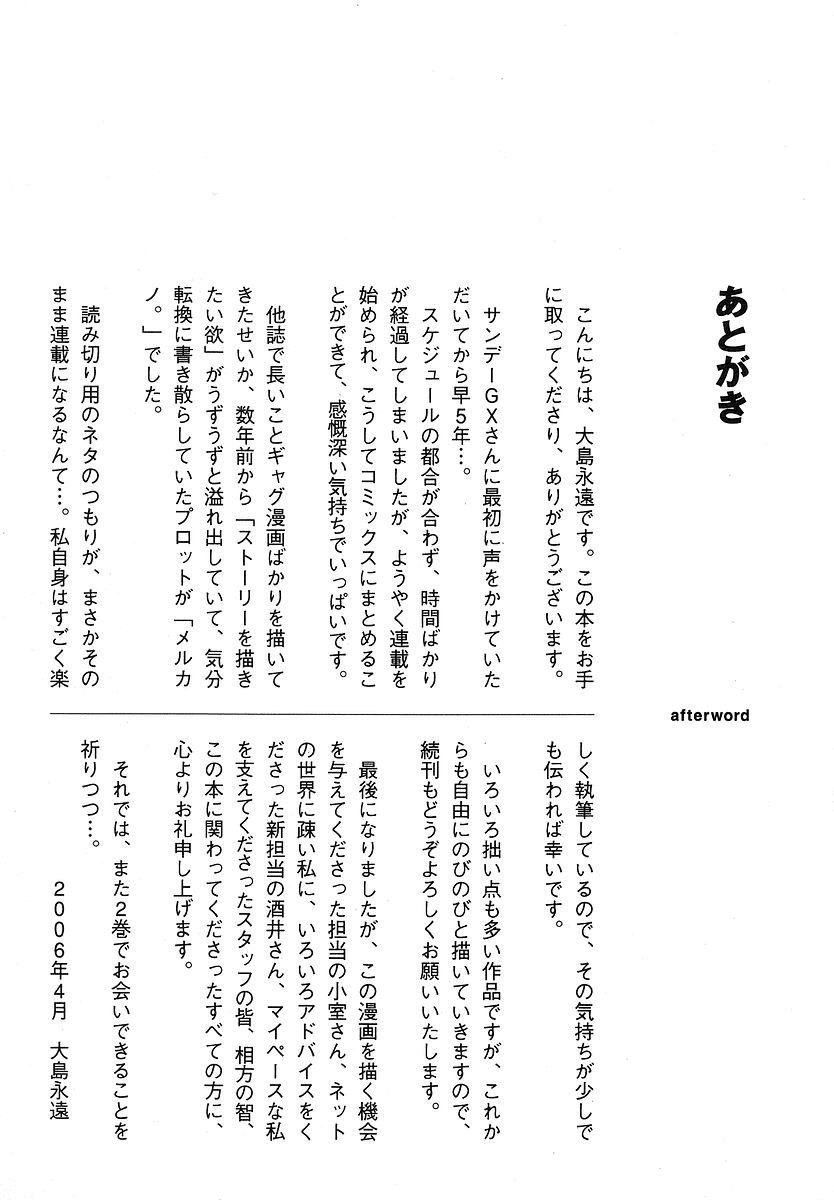 あとがき
afterword
こんにちは、大島永遠です。この本をお手
に取ってくださり、ありがとうございます。
サンデーGXさんに最初に声をかけていた
だいてから早5年…。
スケジュールの都合が合わず、時間ばかり
が経過してしまいましたが、ようやく連載を
始められ、こうしてコミックスにまとめるこ
とができて、感慨深い気持ちでいっぱいです。
他誌で長いことギャグ漫画ばかりを描いて
きたせいか、数年前から「ストーリーを描き
たい欲」がうずうずと溢れ出していて、気分
転換に書き散らしていたプロットが「メルカ
ノ。」でした。
読み切り用のネタのつもりが、まさかその
まま連載になるなんて…。私自身はすごく楽
しく執筆しているので、その気持ちが少しで
も伝われば幸いです。
いろいろ拙い点も多い作品ですが、これか
らも自由にのびのびと描いていきますので、
続刊もどうぞよろしくお願いいたします。
最後になりましたが、この漫画を描く機会
を与えてくださった担当の小室さん、ネット
の世界に疎い私に、いろいろアドバイスをく
ださった新担当の酒井さん、マイペースな私
を支えてくださったスタッフの皆、相方の智、
この本に関わってくださったすべての方に、
心よりお礼申し上げます。
それでは、また2巻でお会いできることを
祈りつつ…。
2006年4月 大島永遠